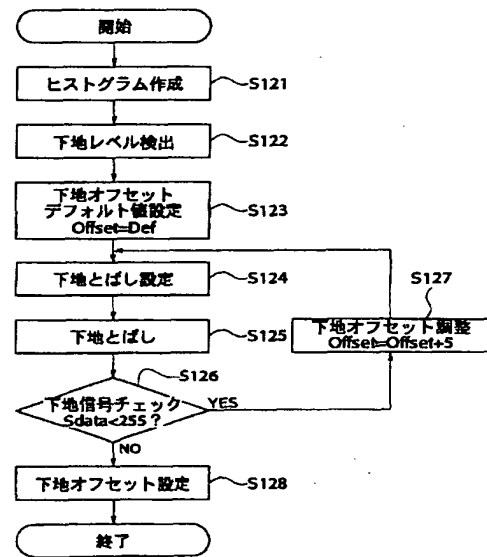 開始
ヒストグラム作成
S121
下地レベル検出
S122
下地オフセット
デフォルト値設定
Offset=Def
S123
下地とばし設定
S124
S127
下地オフセット調整
Offset=Offset+5
下地とばし
S125
S126
下地信号チェック
Sdata<255?
YES
NO
下地オフセット設定
S128
終了